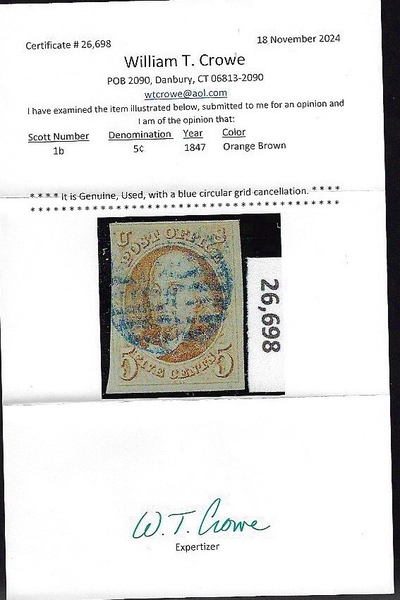 Certificate # 26,698 18 November 2024
William T. Crowe
POB 2090, Danbury, CT 06813-2090
wtcrowe@aol.com
I have examined the item illustrated below, submitted to me for an opinion and
I am of the opinion that:
Scott Number Denomination Year Color
1b 5¢ 1847 Orange Brown
* * * * It is Genuine, Used, with a blue circular grid cancellation. * * * *
* * * * * * * * * * * * * * * * * * * * * * * * * * * * * * * * * * * * * * *
U S
POST OFFICE
5 FIVE CENTS 5
26,698
W. T. Crowe
Expertizer